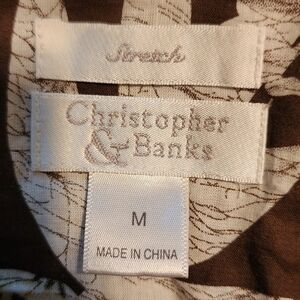 Stretch
Christopher
& Banks
M
MADE IN CHINA